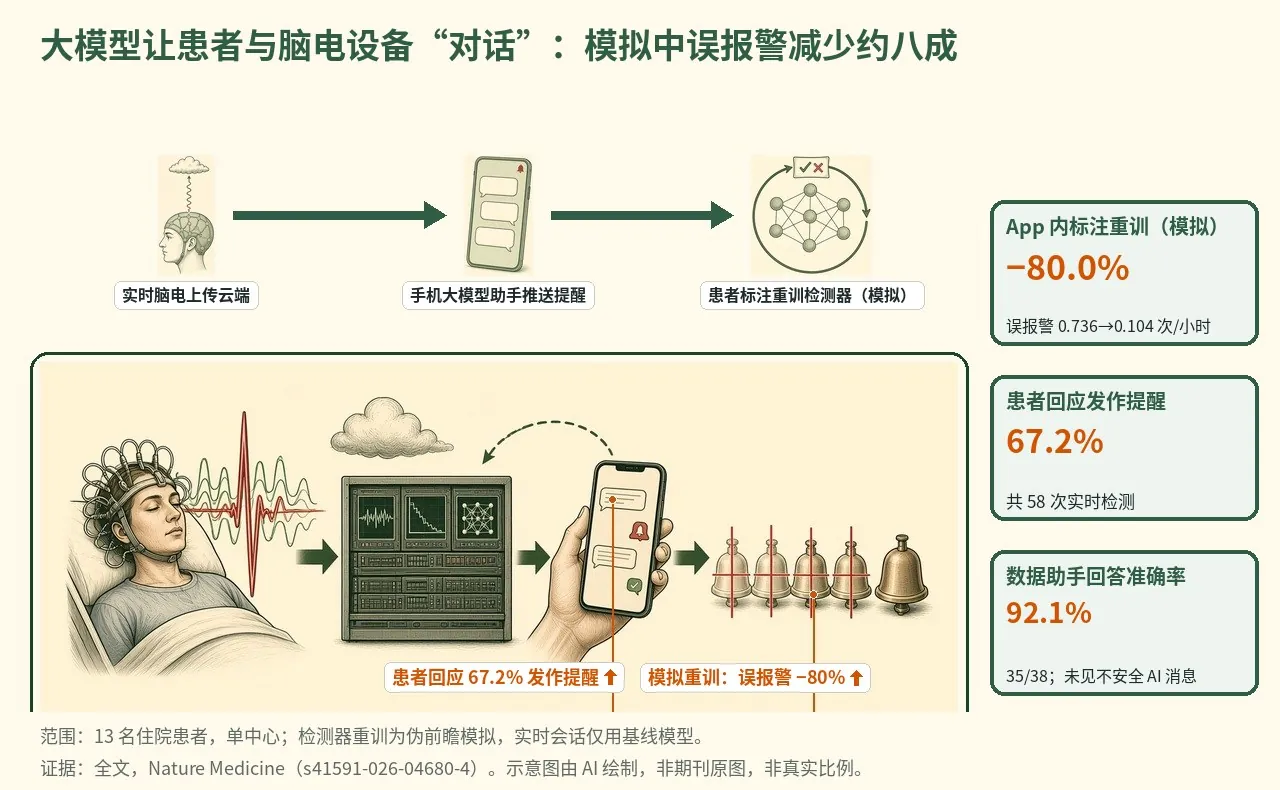 大模型让患者与脑电设备“对话”：模拟中误报警减少约八成
实时脑电上传云端
手机大模型助手推送提醒
患者标注重训检测器（模拟）
App 内标注重训（模拟）
−80.0%
误报警 0.736→0.104 次/小时
患者回应发作提醒
67.2%
共 58 次实时检测
数据助手回答准确率
92.1%
35/38；未见不安全 AI 消息
患者回应 67.2% 发作提醒
模拟重训：误报警 −80%
范围：13 名住院患者，单中心；检测器重训为伪前瞻模拟，实时会话仅用基线模型。
证据：全文，Nature Medicine（s41591-026-04680-4）。示意图由 AI 绘制，非期刊原图，非真实比例。